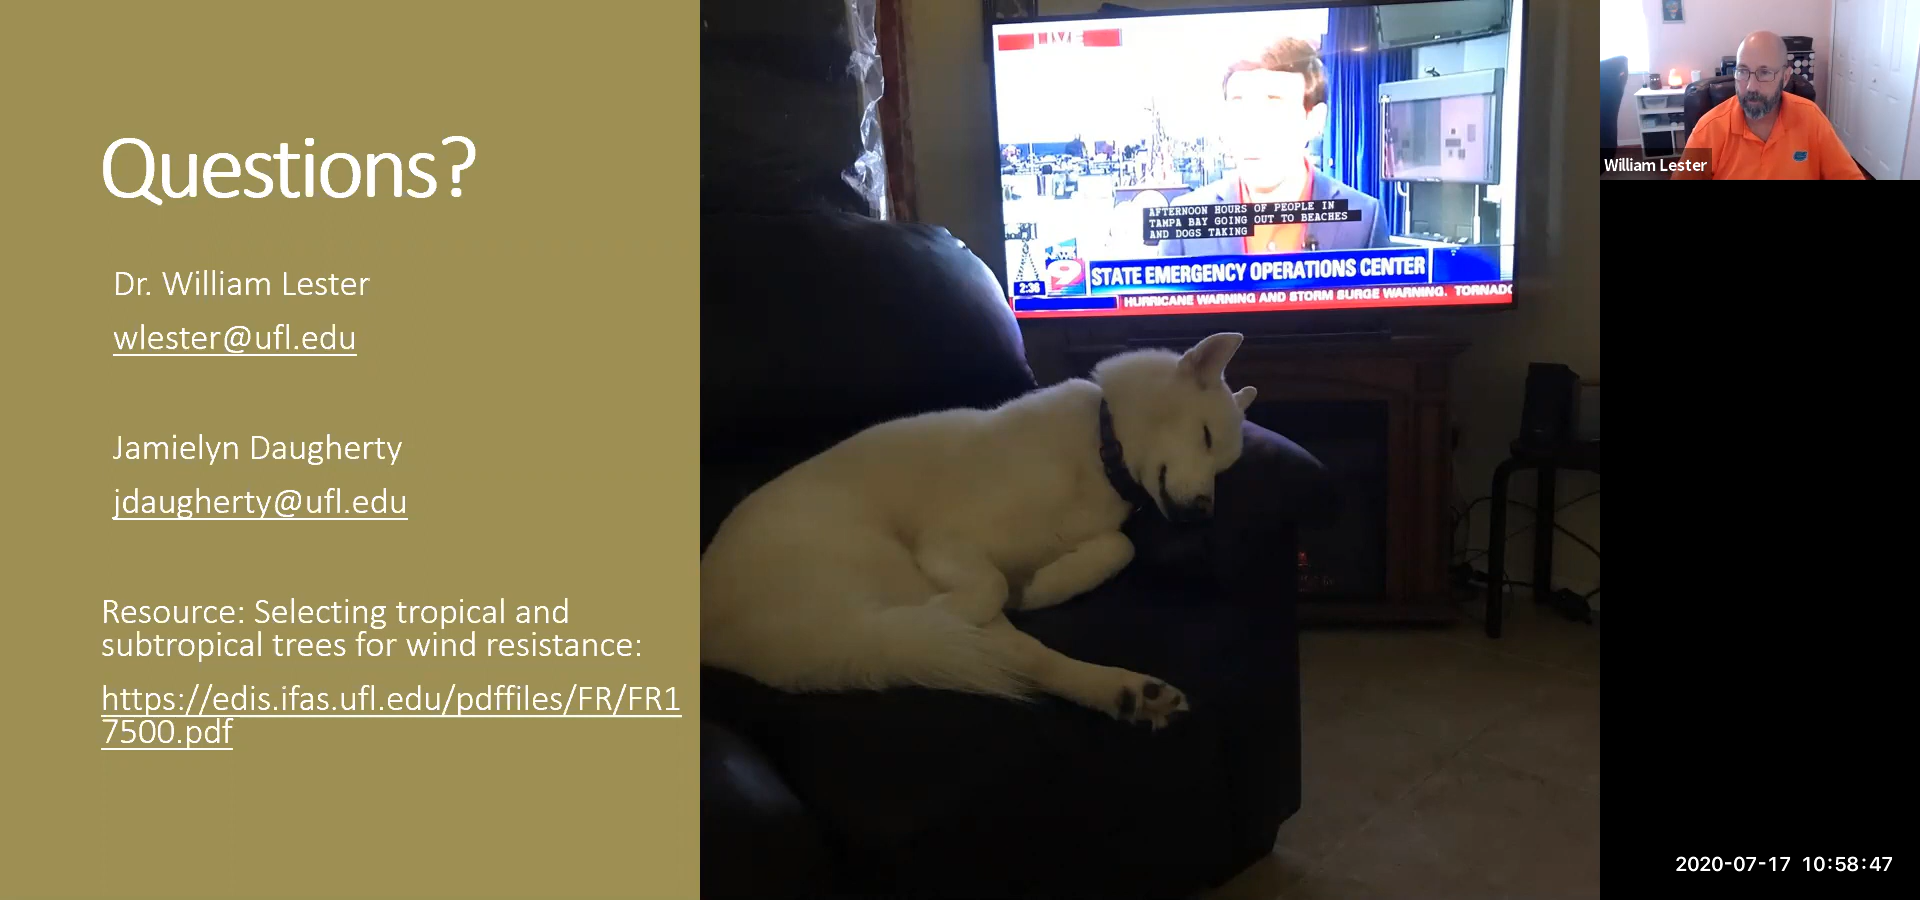 Questions?
Dr. William Lester
wlester@ufl.edu
Jamielyn Daugherty
jdaugherty@ufl.edu
Resource: Selecting tropical and
subtropical trees for wind resistance:
https://edis.ifas.ufl.edu/pdffiles/FR/FR1
7500.pdf
LIVE
AFTERNOON HOURS OF PEOPLE IN
TAMPA BAY GOING OUT TO BEACHES
AND DOGS TAKING
9
STATE EMERGENCY OPERATIONS CENTER
2:36
HURRICANE WARNING AND STORM SURGE WARNING. TORNADO
William Lester
2020-07-17 10:58:47